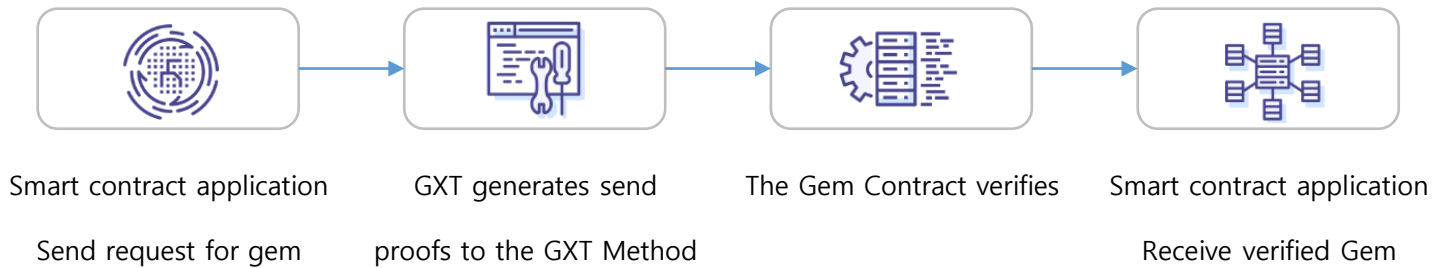 Smart contract application
Send request for gem
GXT generates send
proofs to the GXT Method
The Gem Contract verifies
Smart contract application
Receive verified Gem